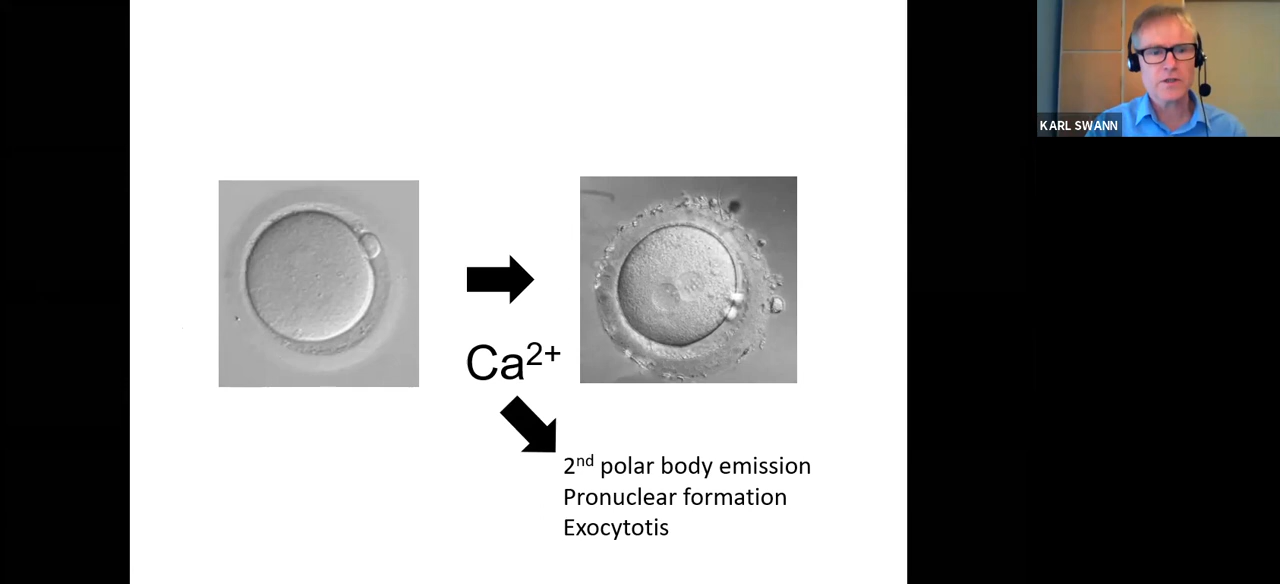 KARL SWANN
Ca²⁺
2ⁿᵈ polar body emission
Pronuclear formation
Exocytotis